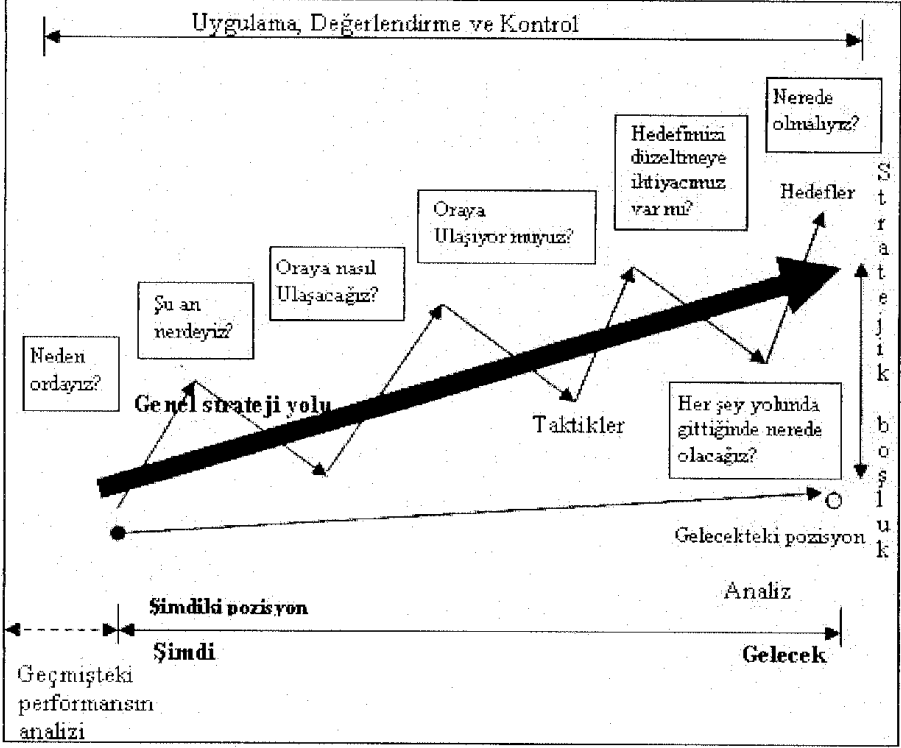 Uygulama, Değerlendirme ve Kontrol
Nerede
olmalıyız?
Hedefimizi
düzeltmeye
ihtiyacımız
var mı?
Hedefler
Oraya
Ulaşıyor muyuz?
Oraya nasıl
Ulaşacağız?
Şu an
nerdeyiz?
Neden
ordayız?
Genel strateji yolu
Taktikler
Her şey yolunda
gittiğinde nerede
olacağız?
Stratejik boşluk
Gelecekteki pozisyon
Analiz
Şimdiki pozisyon
Şimdi
Gelecek
Geçmişteki
performansın
analizi